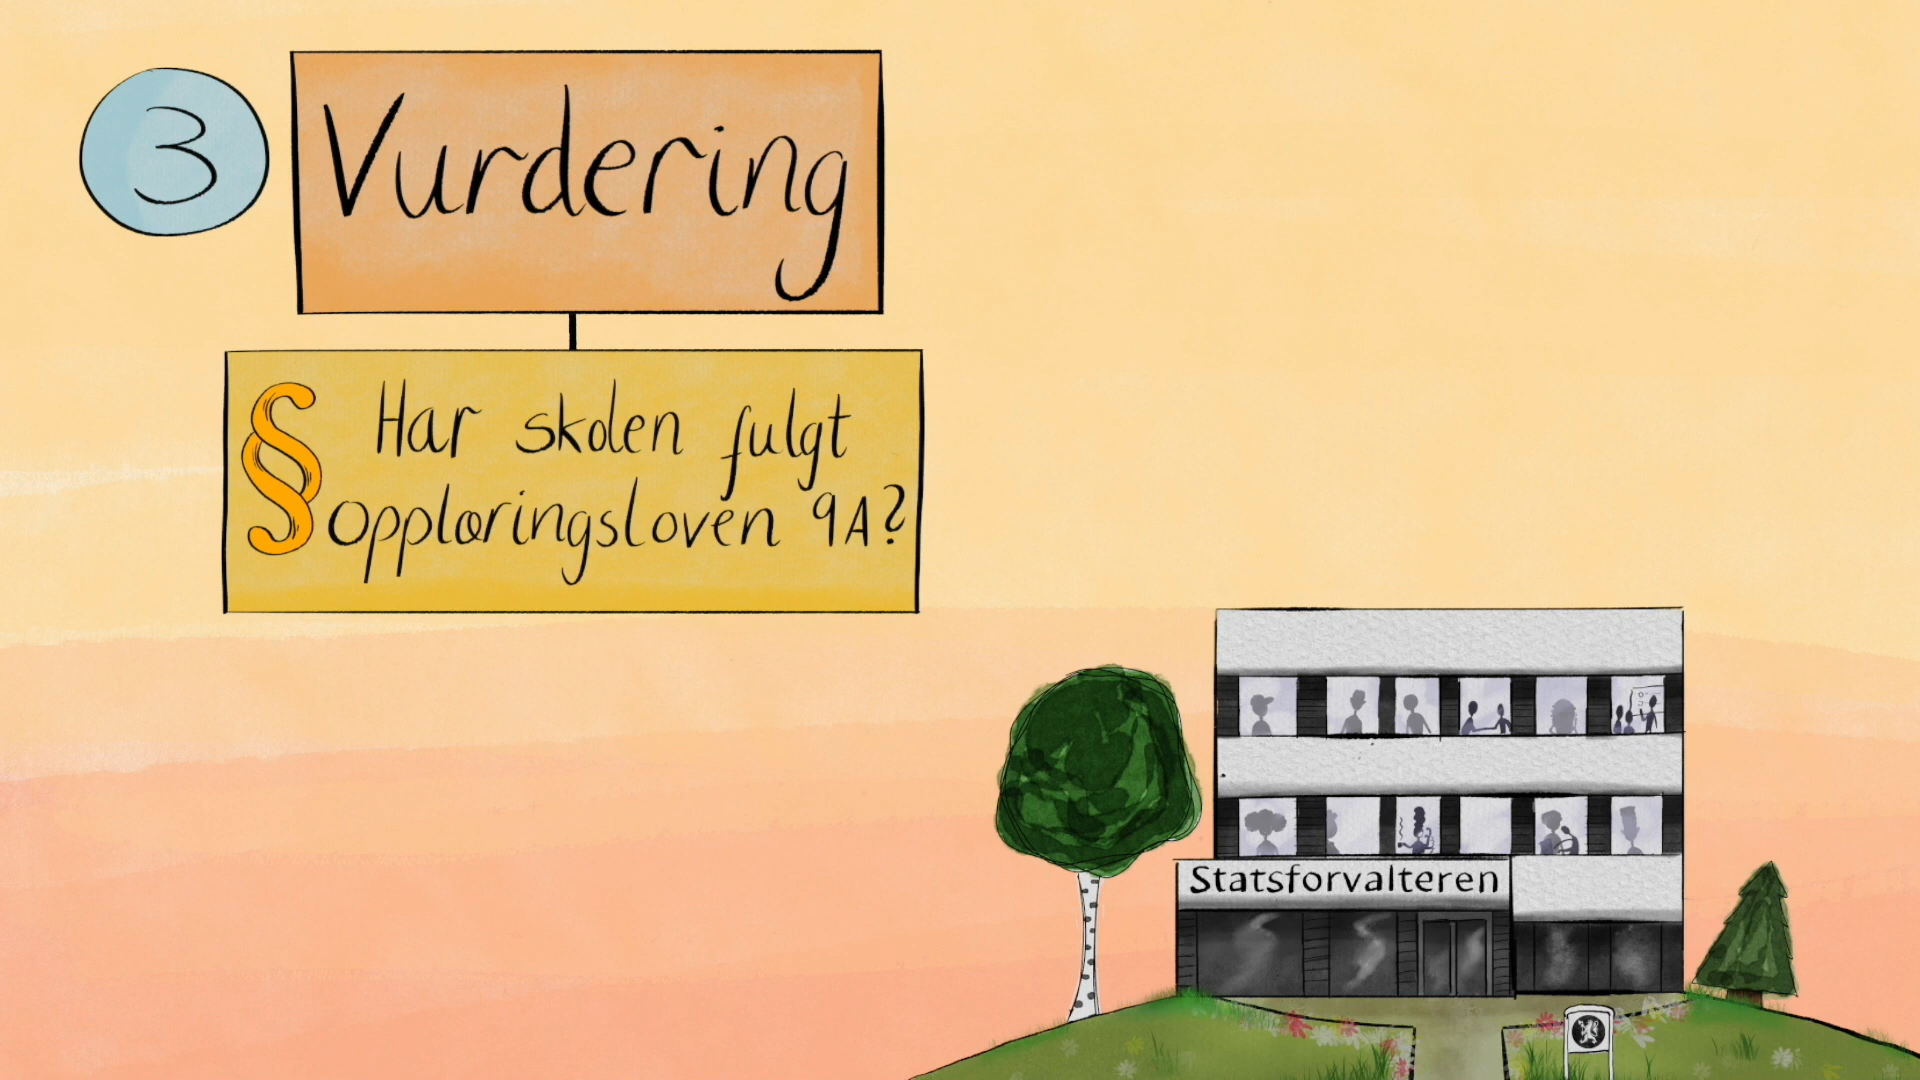 3
Vurdering
§
Har skolen fulgt
opplæringsloven 9A?
Statsforvalteren